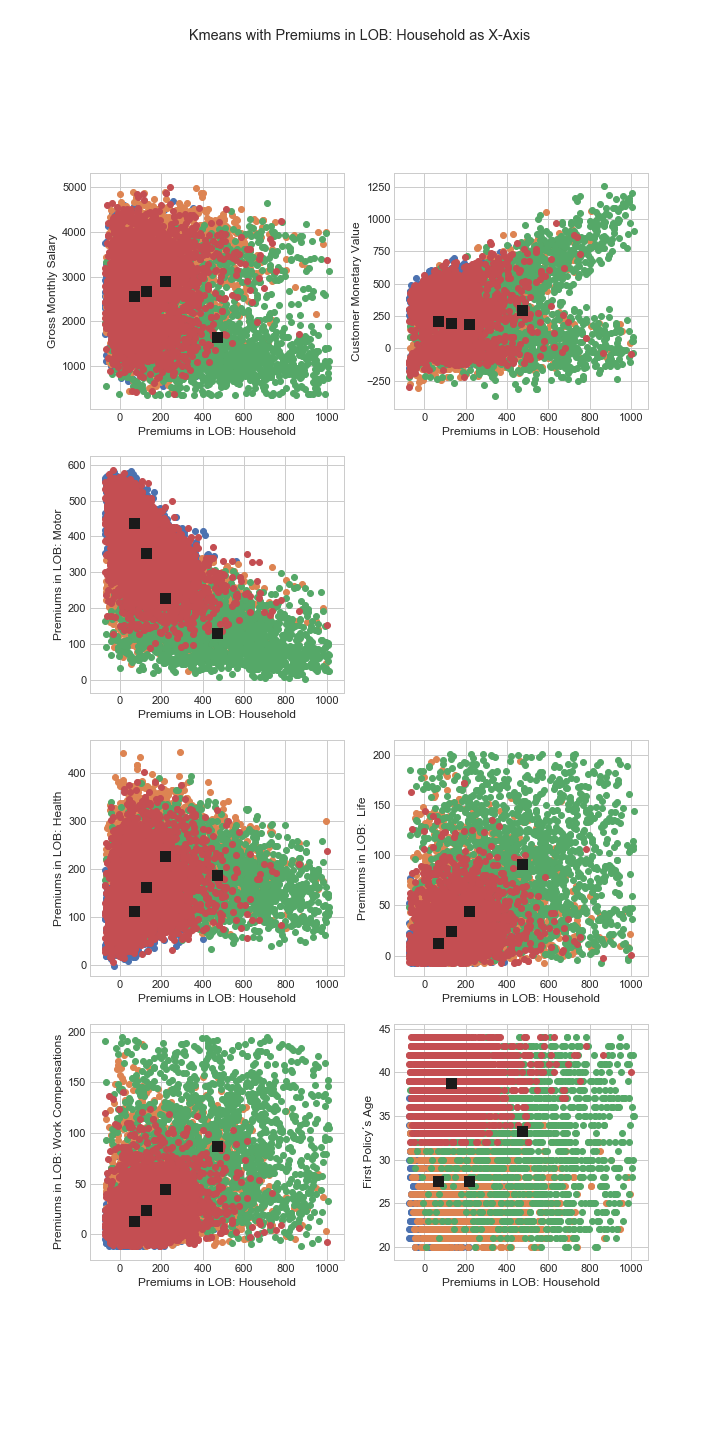 Kmeans with Premiums in LOB: Household as X-Axis
5000
4000
3000
2000
1000
Gross Monthly Salary
0 200 400 600 800 1000
Premiums in LOB: Household
1250
1000
750
500
250
0
−250
Customer Monetary Value
0 200 400 600 800 1000
Premiums in LOB: Household
600
500
400
300
200
100
0
Premiums in LOB: Motor
0 200 400 600 800 1000
Premiums in LOB: Household
400
300
200
100
0
Premiums in LOB: Health
0 200 400 600 800 1000
Premiums in LOB: Household
200
150
100
50
0
Premiums in LOB:  Life
0 200 400 600 800 1000
Premiums in LOB: Household
200
150
100
50
0
Premiums in LOB: Work Compensations
0 200 400 600 800 1000
Premiums in LOB: Household
45
40
35
30
25
20
First Policy´s Age
0 200 400 600 800 1000
Premiums in LOB: Household